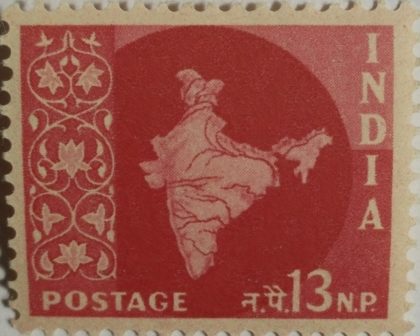 INDIA
POSTAGE न.पै.13 N.P.